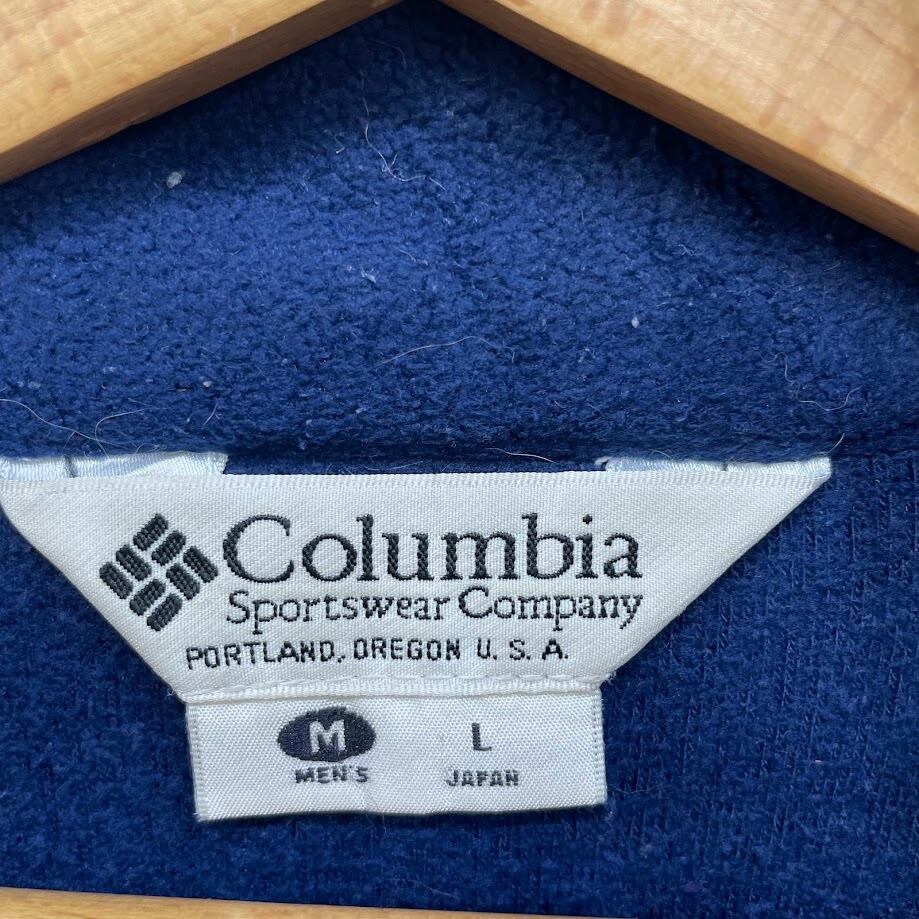 Columbia
Sportswear Company
PORTLAND, OREGON U. S. A.
M L
MEN'S JAPAN